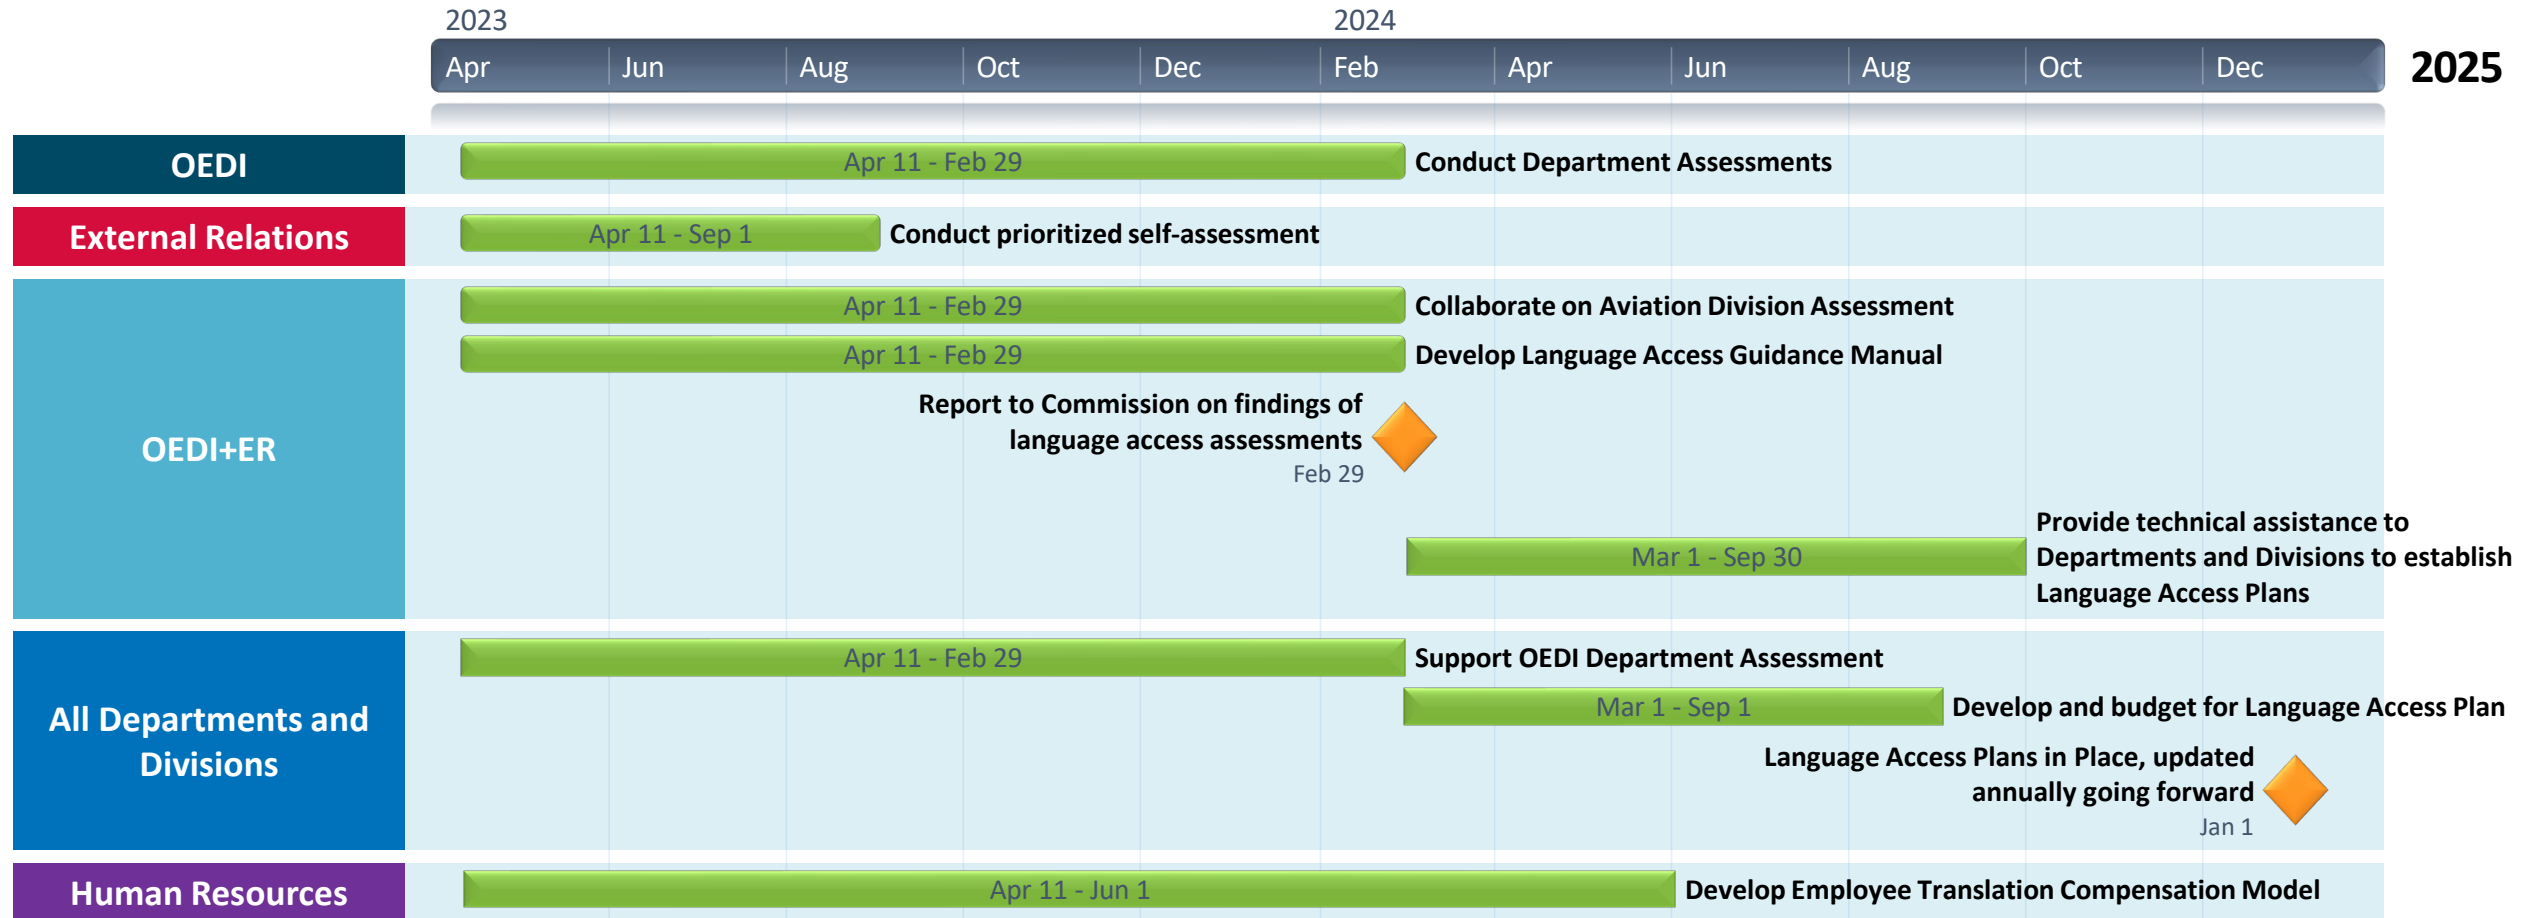 2023
2024
Apr
Jun
Aug
Oct
Dec
Feb
Apr
Jun
Aug
Oct
Dec
2025
OEDI
Apr 11 - Feb 29
Conduct Department Assessments
External Relations
Apr 11 - Sep 1
Conduct prioritized self-assessment
OEDI+ER
Apr 11 - Feb 29
Collaborate on Aviation Division Assessment
Apr 11 - Feb 29
Develop Language Access Guidance Manual
Report to Commission on findings of
language access assessments
Feb 29
Mar 1 - Sep 30
Provide technical assistance to
Departments and Divisions to establish
Language Access Plans
All Departments and
Divisions
Apr 11 - Feb 29
Support OEDI Department Assessment
Mar 1 - Sep 1
Develop and budget for Language Access Plan
Language Access Plans in Place, updated
annually going forward
Jan 1
Human Resources
Apr 11 - Jun 1
Develop Employee Translation Compensation Model